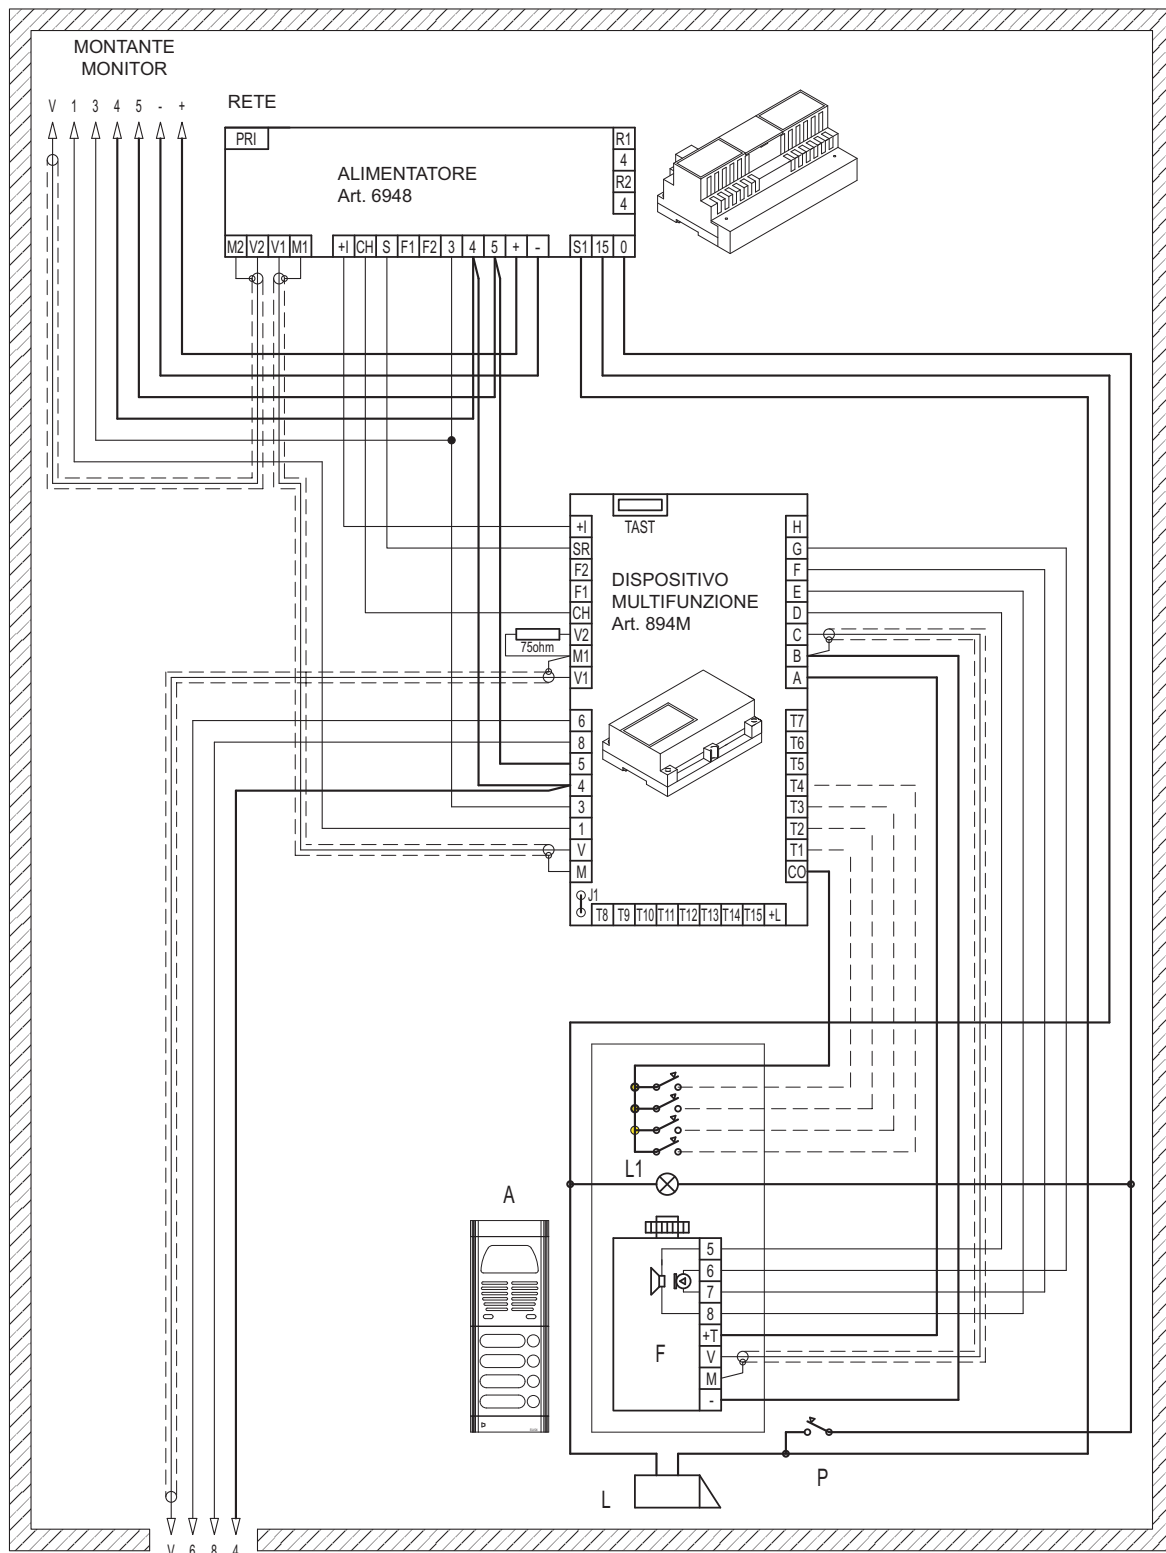 MONTANTE
MONITOR
V 1 3 4 5 - +
RETE
PRI
ALIMENTATORE
Art. 6948
R1
4
R2
4
M2 V2 V1 M1 +I CH S F1 F2 3 4 5 + - S1 15 0
TAST
DISPOSITIVO
MULTIFUNZIONE
Art. 894M
+I
SR
F2
F1
CH
V2
75ohm
M1
V1
6
8
5
4
3
1
V
M
J1
H
G
F
E
D
C
B
A
T7
T6
T5
T4
T3
T2
T1
CO
T8 T9 T10 T11 T12 T13 T14 T15 +L
L1
A
5
6
7
8
+T
V
M
-
F
P
L
V 6 8 4